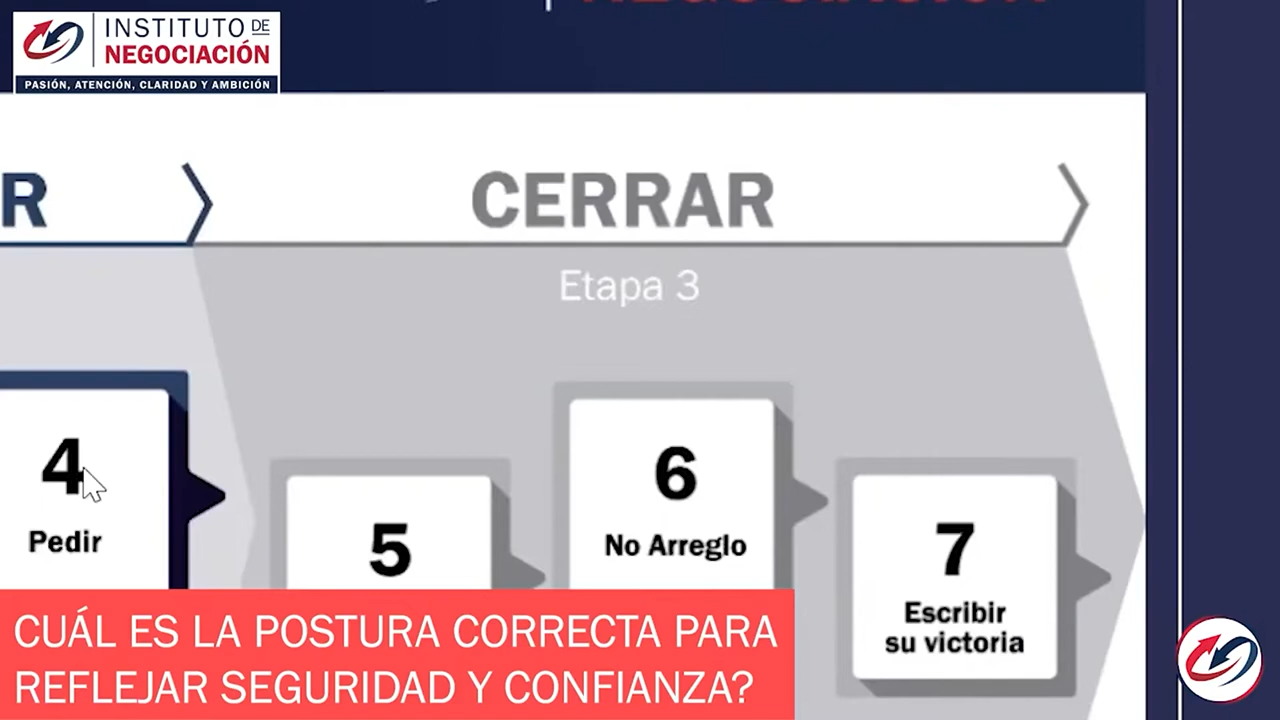 INSTITUTO DE
NEGOCIACIÓN
PASIÓN, ATENCIÓN, CLARIDAD Y AMBICIÓN
R
CERRAR
Etapa 3
4
Pedir
5
6
No Arreglo
7
Escribir
su victoria
CUÁL ES LA POSTURA CORRECTA PARA
REFLEJAR SEGURIDAD Y CONFIANZA?